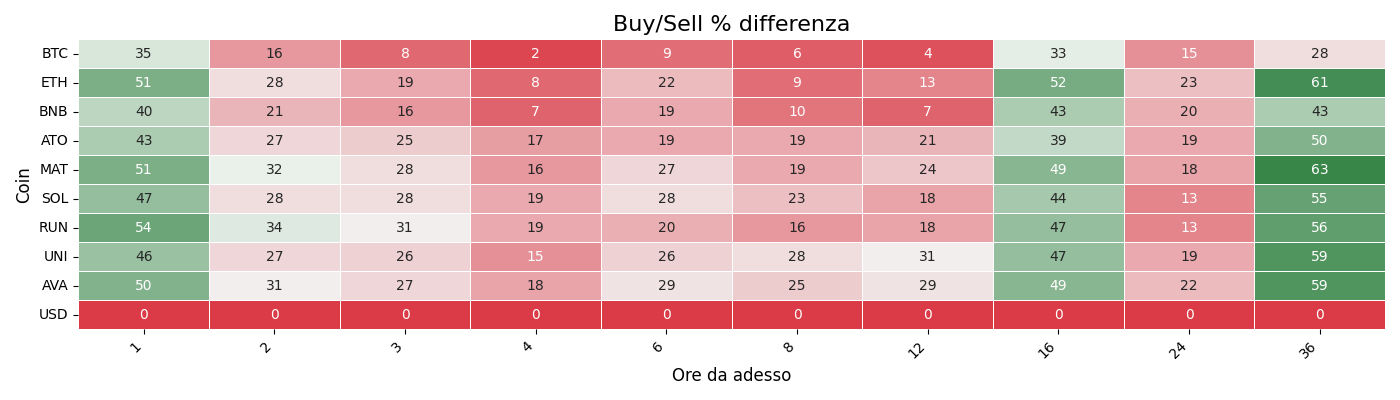 Buy/Sell % differenza
Coin
BTC 35 16 8 2 9 6 4 33 15 28
ETH 51 28 19 8 22 9 13 52 23 61
BNB 40 21 16 7 19 10 7 43 20 43
ATO 43 27 25 17 19 19 21 39 19 50
MAT 51 32 28 16 27 19 24 49 18 63
SOL 47 28 28 19 28 23 18 44 13 55
RUN 54 34 31 19 20 16 18 47 13 56
UNI 46 27 26 15 26 28 31 47 19 59
AVA 50 31 27 18 29 25 29 49 22 59
USD 0 0 0 0 0 0 0 0 0 0
1 2 3 4 6 8 12 16 24 36
Ore da adesso